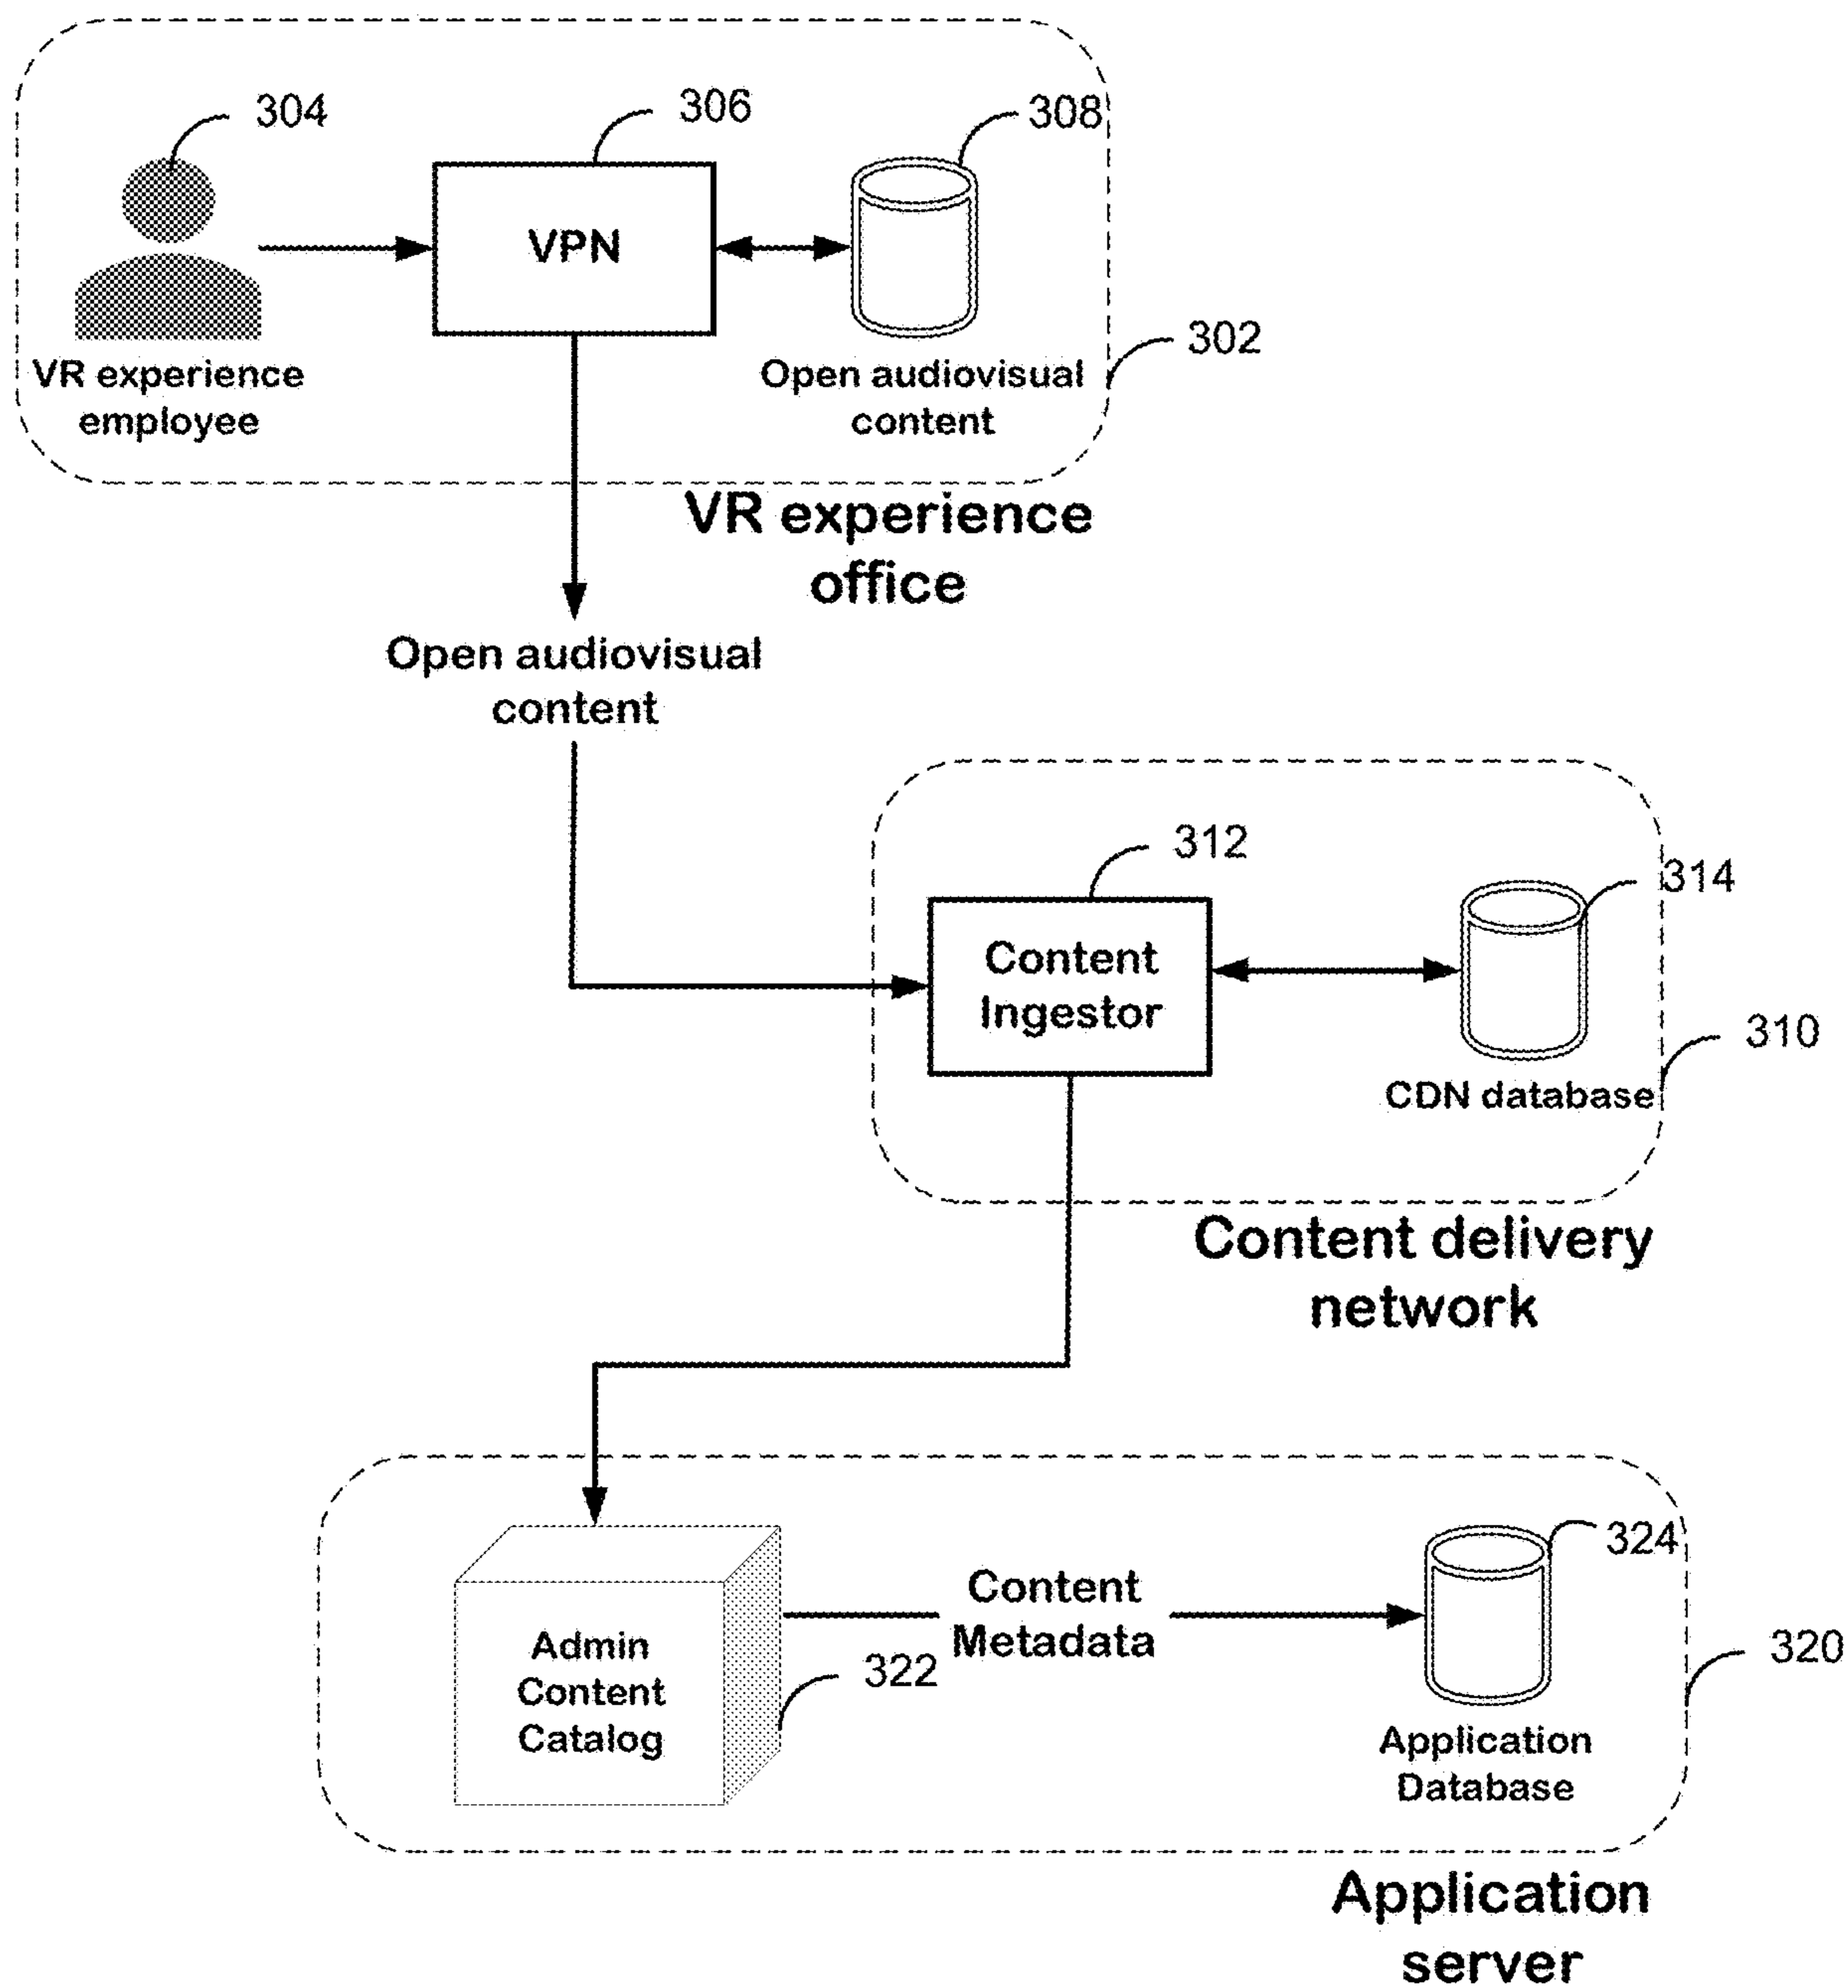 304
306
308
VPN
302
VR experience
employee
Open audiovisual
content
VR experience
office
Open audiovisual
content
312
314
Content
Ingestor
310
CDN database
Content delivery
network
324
Content
Metadata
Admin
Content
Catalog
322
320
Application
Database
Application
server